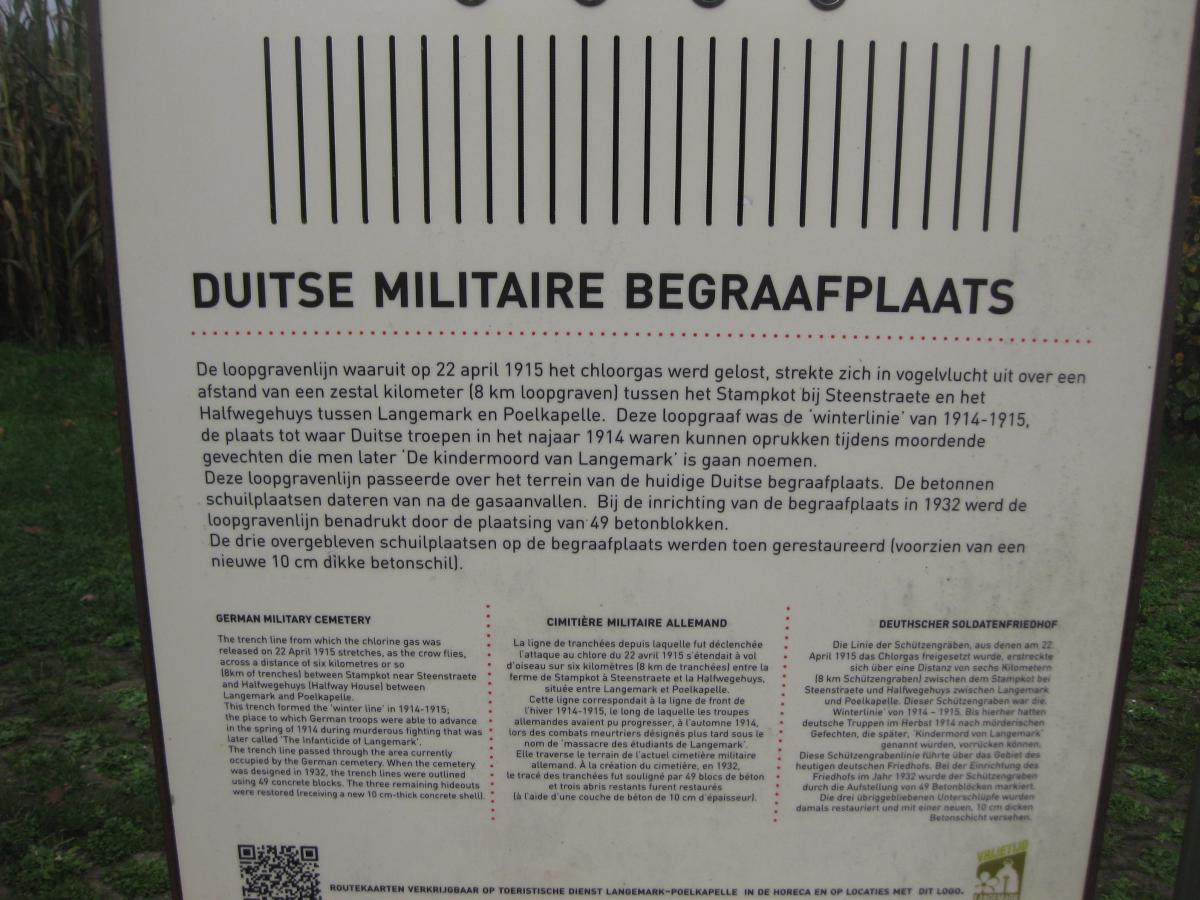 DUITSE MILITAIRE BEGRAAFPLAATS
De loopgravenlijn waaruit op 22 april 1915 het chloorgas werd gelost, strekte zich in vogelvlucht uit over een
afstand van een zestal kilometer (8 km loopgraven) tussen het Stampkot bij Steenstraete en het
Halfwegehuys tussen Langemark en Poelkapelle. Deze loopgraaf was de 'winterlinie' van 1914-1915,
de plaats tot waar Duitse troepen in het najaar 1914 waren kunnen oprukken tijdens moordende
gevechten die men later 'De kindermoord van Langemark' is gaan noemen.
Deze loopgravenlijn passeerde over het terrein van de huidige Duitse begraafplaats. De betonnen
schuilplaatsen dateren van na de gasaanvallen. Bij de inrichting van de begraafplaats in 1932 werd de
loopgravenlijn benadrukt door de plaatsing van 49 betonblokken.
De drie overgebleven schuilplaatsen op de begraafplaats werden toen gerestaureerd (voorzien van een
nieuwe 10 cm dikke betonschil).
GERMAN MILITARY CEMETERY
The trench line from which the chlorine gas was
released on 22 April 1915 stretches, as the crow flies,
across a distance of six kilometres or so
(8km of trenches) between Stampkot near Steenstraete
and Halfwegehuys (Halfway House) between
Langemark and Poelkapelle.
This trench formed the 'winter line' in 1914-1915;
the place to which German troops were able to advance
in the spring of 1914 during murderous fighting that was
later called 'The Infanticide of Langemark'.
The trench line passed through the area currently
occupied by the German cemetery. When the cemetery
was designed in 1932, the trench lines were outlined
using 49 concrete blocks. The three remaining hideouts
were restored (receiving a new 10 cm-thick concrete shell).
CIMITIÈRE MILITAIRE ALLEMAND
La ligne de tranchées depuis laquelle fut déclenchée
l'attaque au chlore du 22 avril 1915 s'étendait à vol
d'oiseau sur six kilomètres (8 km de tranchées) entre la
ferme de Stampkot à Steenstraete et la Halfwegehuys,
située entre Langemark et Poelkapelle.
Cette ligne correspondait à la ligne de front de
l'hiver 1914-1915, le long de laquelle les troupes
allemandes avaient pu progresser, à l'automne 1914,
lors des combats meurtriers désignés plus tard sous le
nom de 'massacre des étudiants de Langemark'.
Elle traverse le terrain de l'actuel cimetière militaire
allemand. À la création du cimetière, en 1932,
le tracé des tranchées fut souligné par 49 blocs de béton
et trois abris restants furent restaurés
(à l'aide d'une couche de béton de 10 cm d'épaisseur).
DEUTHSCHER SOLDATENFRIEDHOF
Die Linie der Schützengräben, aus denen am 22.
April 1915 das Chlorgas freigesetzt wurde, erstreckte
sich über eine Distanz von sechs Kilometern
(8 km Schützengraben) zwischen dem Stampkot bei
Steenstraete und Halfwegehuys zwischen Langemark
und Poelkapelle. Dieser Schützengraben war die
'Winterlinie' von 1914 - 1915. Bis hierher hatten
deutsche Truppen im Herbst 1914 nach mörderischen
Gefechten, die später, 'Kindermord von Langemark'
genannt wurden, vorrücken können.
Diese Schützengrabenlinie führte über das Gebiet des
heutigen deutschen Friedhofs. Bei der Einrichtung des
Friedhofs im Jahr 1932 wurde der Schützengraben
durch die Aufstellung von 49 Betonblöcken markiert.
Die drei übriggebliebenen Unterschlüpfe wurden
damals restauriert und mit einer neuen, 10 cm dicken
Betonschicht versehen.
ROUTEKAARTEN VERKRIJGBAAR OP TOERISTISCHE DIENST LANGEMARK-POELKAPELLE IN DE HORECA EN OP LOCATIES MET DIT LOGO.
VRIJETIJD
LANGEMARK